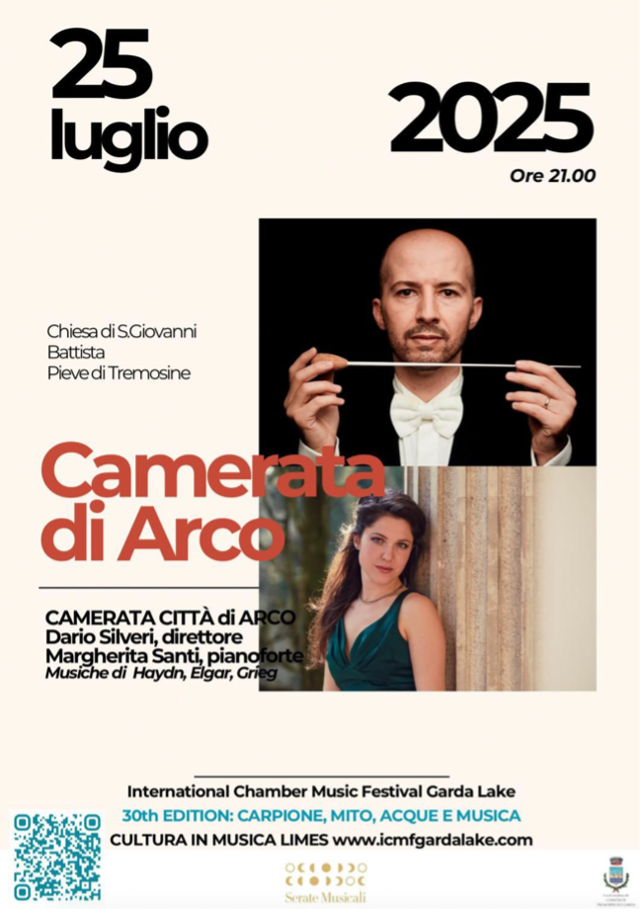 25
luglio
2025
Ore 21.00
Chiesa di S.Giovanni
Battista
Pieve di Tremosine
Camerata
di Arco
CAMERATA CITTÀ di ARCO
Dario Silveri, direttore
Margherita Santi, pianoforte
Musiche di Haydn, Elgar, Grieg
International Chamber Music Festival Garda Lake
30th EDITION: CARPIONE, MITO, ACQUE E MUSICA
CULTURA IN MUSICA LIMES www.icmfgardalake.com
Serate Musicali